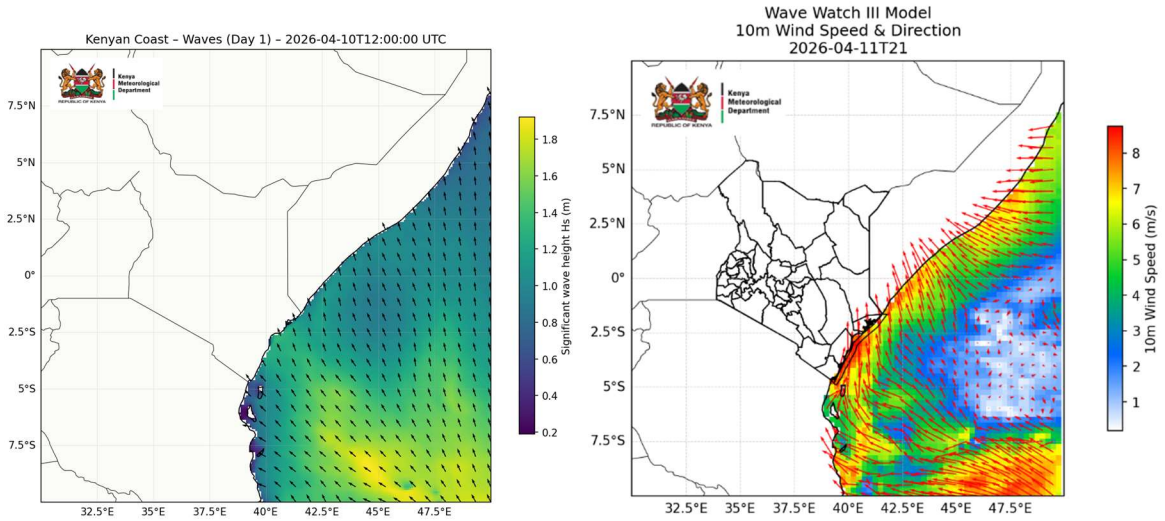 Kenyan Coast – Waves (Day 1) – 2026-04-10T12:00:00 UTC
REPUBLIC OF KENYA
Kenya
Meteorological
Department
7.5°N
5°N
2.5°N
0°
2.5°S
5°S
7.5°S
32.5°E 35°E 37.5°E 40°E 42.5°E 45°E 47.5°E
1.8
1.6
1.4
1.2
1.0
0.8
0.6
0.4
0.2
Significant wave height Hs (m)
Wave Watch III Model
10m Wind Speed & Direction
2026-04-11T21
REPUBLIC OF KENYA
Kenya
Meteorological
Department
7.5°N
5°N
2.5°N
0°
2.5°S
5°S
7.5°S
32.5°E 35°E 37.5°E 40°E 42.5°E 45°E 47.5°E
8
7
6
5
4
3
2
1
10m Wind Speed (m/s)